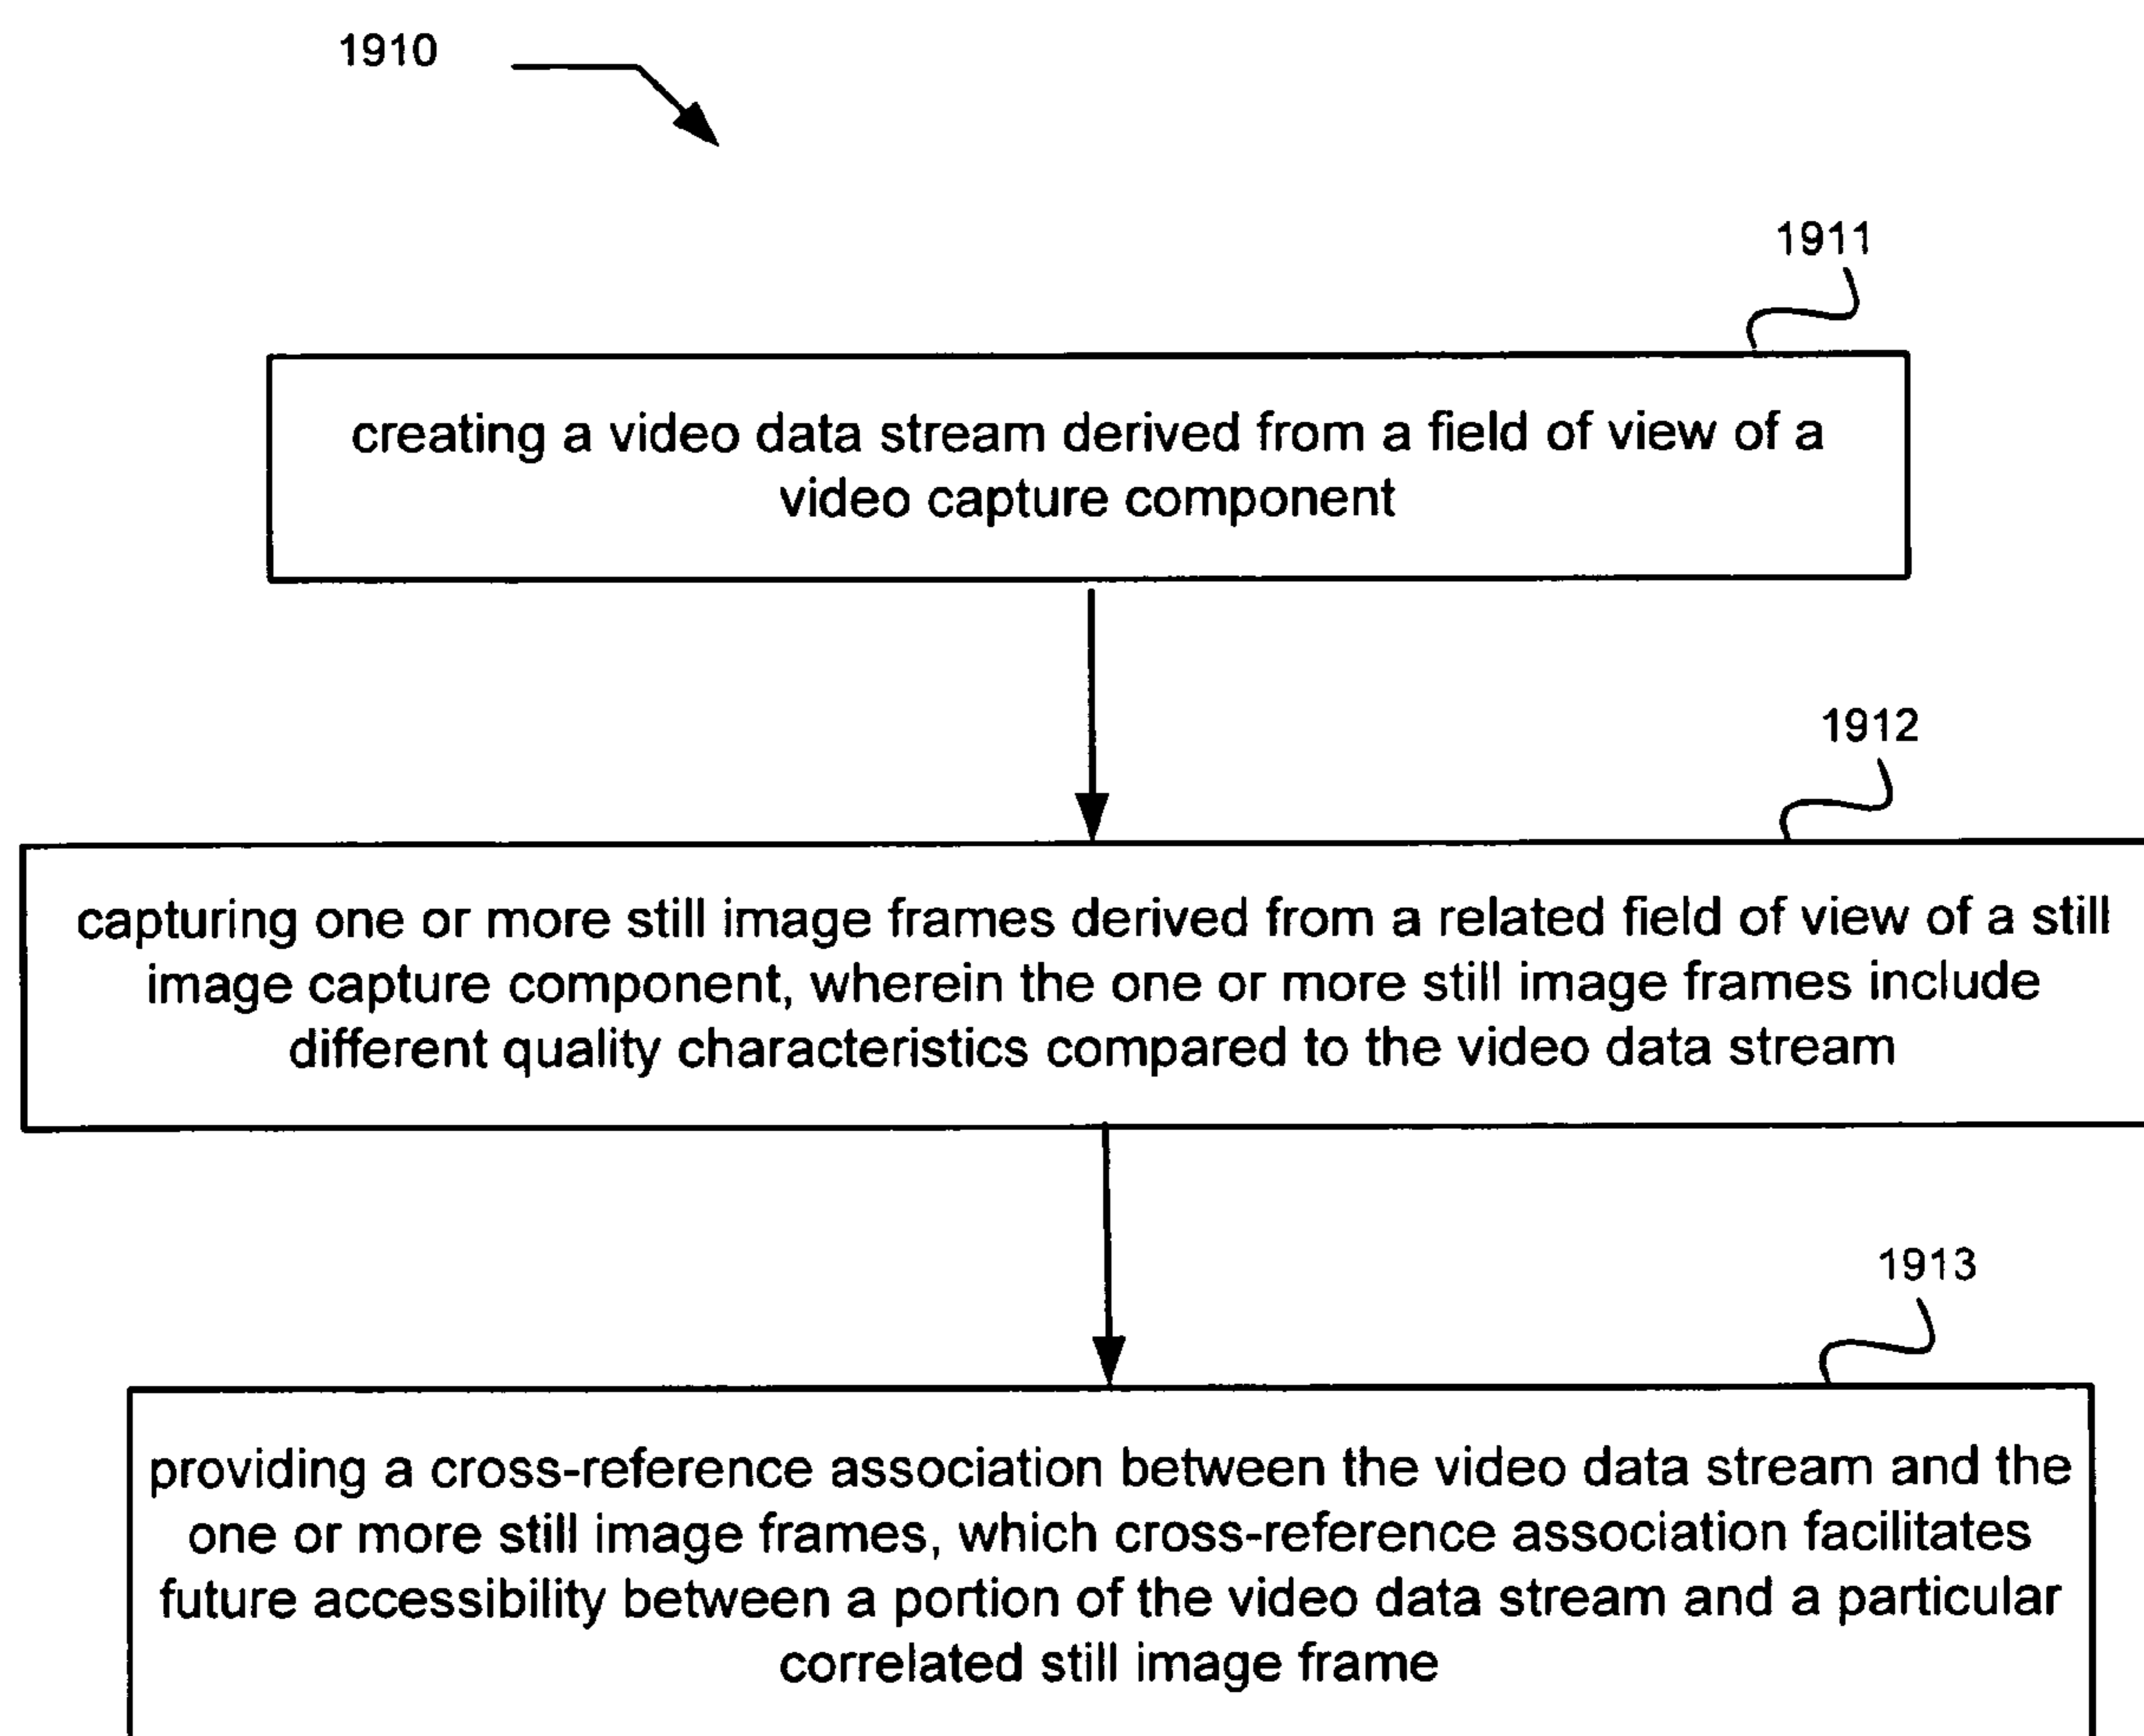 1910
1911
creating a video data stream derived from a field of view of a
video capture component
1912
capturing one or more still image frames derived from a related field of view of a still
image capture component, wherein the one or more still image frames include
different quality characteristics compared to the video data stream
1913
providing a cross-reference association between the video data stream and the
one or more still image frames, which cross-reference association facilitates
future accessibility between a portion of the video data stream and a particular
correlated still image frame